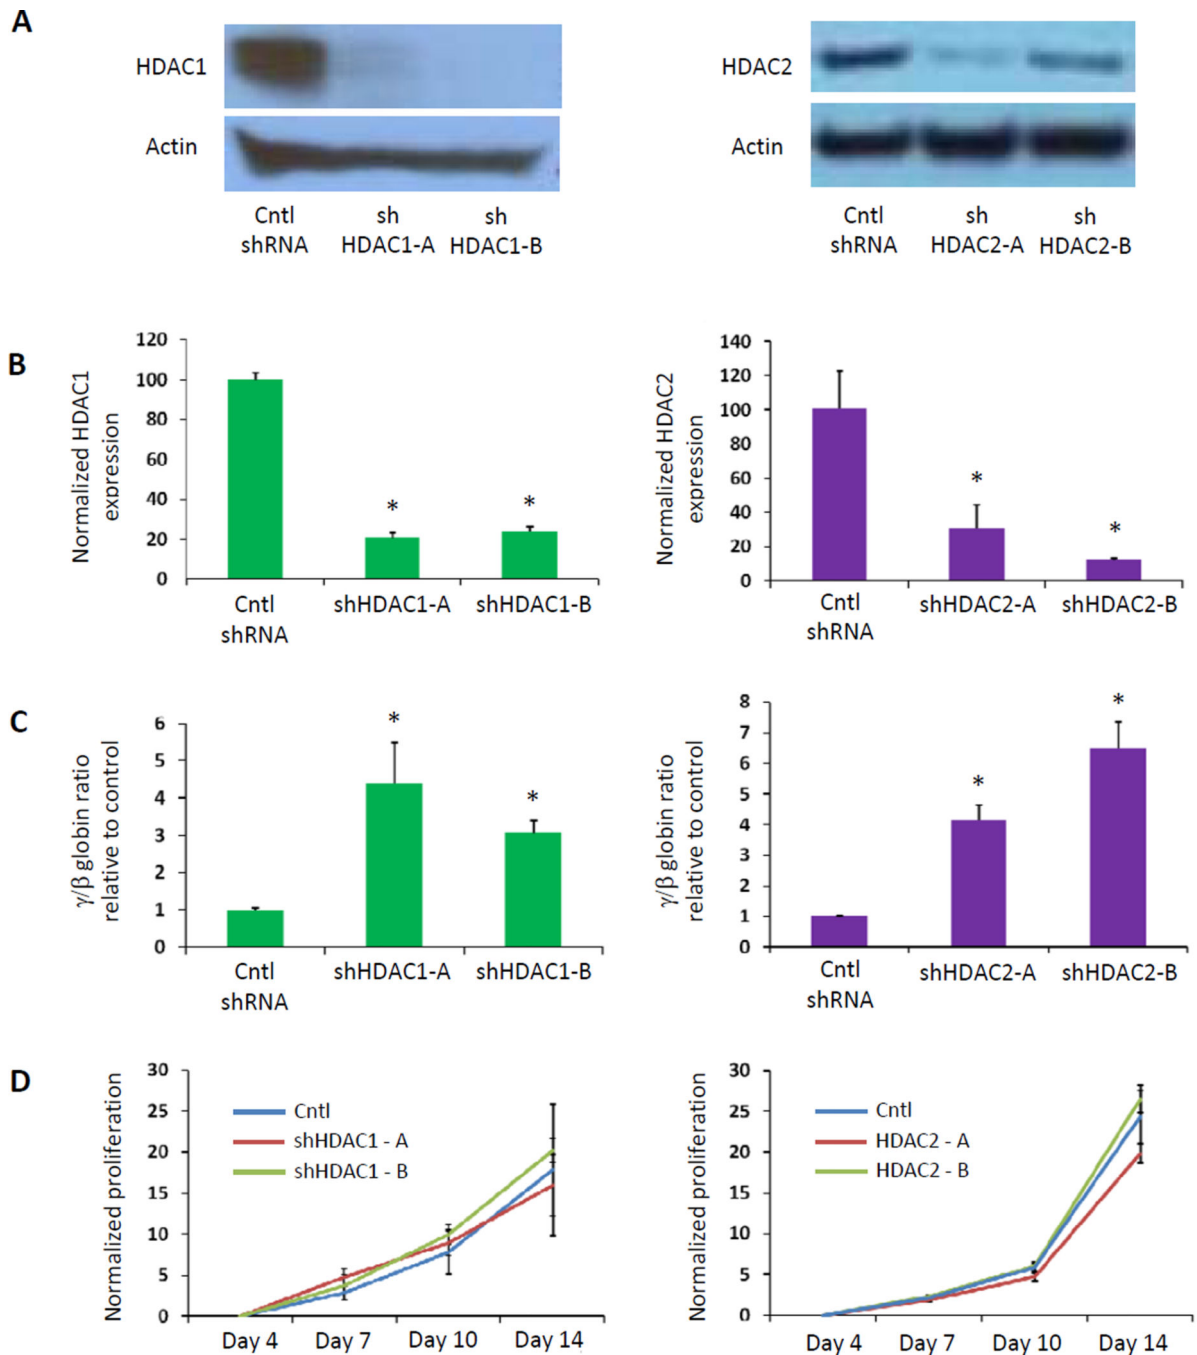 A
HDAC1
Actin
Cntl
shRNA
sh
HDAC1-A
sh
HDAC1-B
HDAC2
Actin
Cntl
shRNA
sh
HDAC2-A
sh
HDAC2-B
B
Normalized HDAC1
expression
120
100
80
60
40
20
0
*
*
Cntl
shRNA
shHDAC1-A
shHDAC1-B
Normalized HDAC2
expression
140
120
100
80
60
40
20
0
*
*
Cntl
shRNA
shHDAC2-A
shHDAC2-B
C
γ/β globin ratio
relative to control
6
5
4
3
2
1
0
*
*
Cntl
shRNA
shHDAC1-A
shHDAC1-B
γ/β globin ratio
relative to control
8
7
6
5
4
3
2
1
0
*
*
Cntl
shRNA
shHDAC2-A
shHDAC2-B
D
Normalized proliferation
30
25
20
15
10
5
0
Cntl
shHDAC1 - A
shHDAC1 - B
Day 4
Day 7
Day 10
Day 14
Normalized proliferation
30
25
20
15
10
5
0
Cntl
HDAC2 - A
HDAC2 - B
Day 4
Day 7
Day 10
Day 14